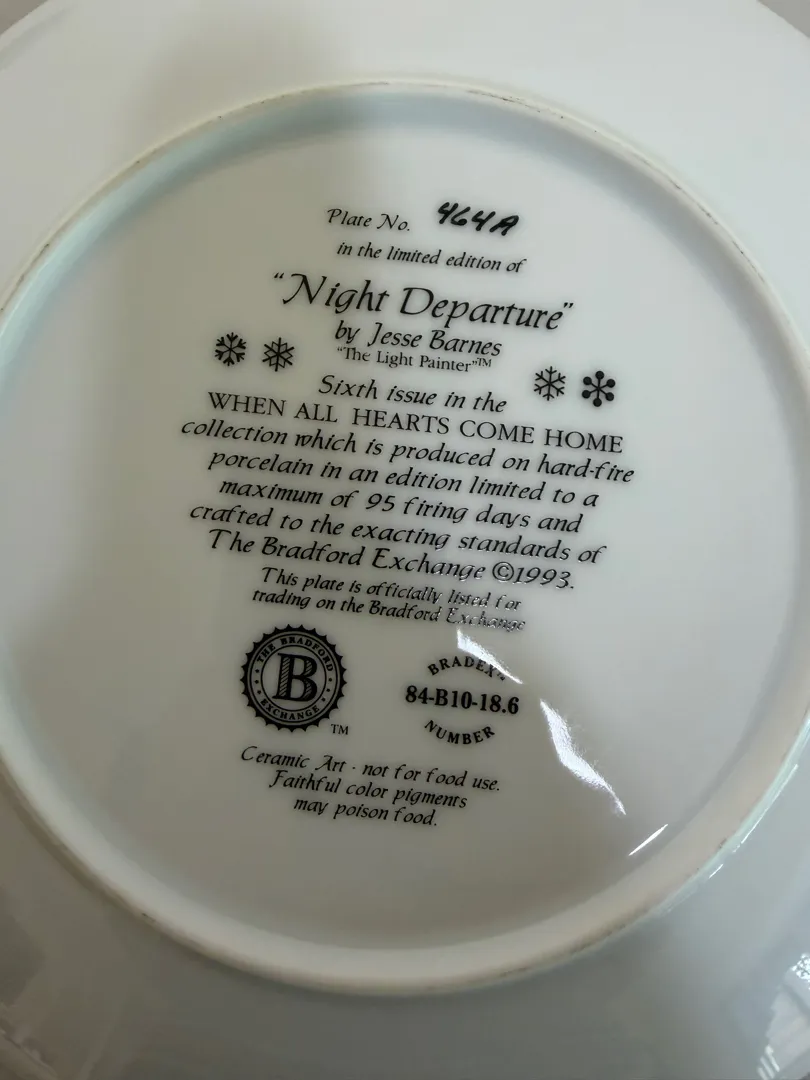 Plate No. 464A
in the limited edition of
"Night Departure"
by Jesse Barnes
"The Light Painter"™
Sixth issue in the
WHEN ALL HEARTS COME HOME
collection which is produced on hard-fire
porcelain in an edition limited to a
maximum of 95 firing days and
crafted to the exacting standards of
The Bradford Exchange ©1993.
This plate is officially listed for
trading on the Bradford Exchange
THE BRADFORD
B
EXCHANGE
TM
BRADEX™
84-B10-18.6
NUMBER
Ceramic Art · not for food use.
Faithful color pigments
may poison food.